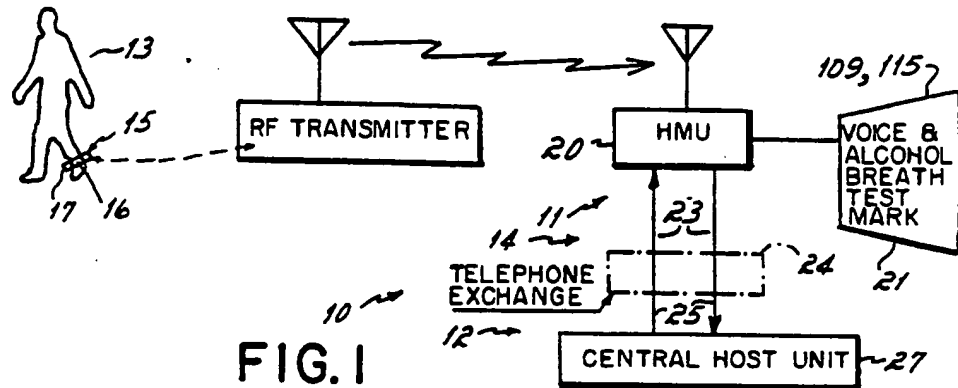 13
15
17
16
RF TRANSMITTER
20
HMU
109, 115
VOICE &
ALCOHOL
BREATH
TEST
MARK
21
11
23
14
24
TELEPHONE
EXCHANGE
10
12
25
CENTRAL HOST UNIT
27
FIG. 1